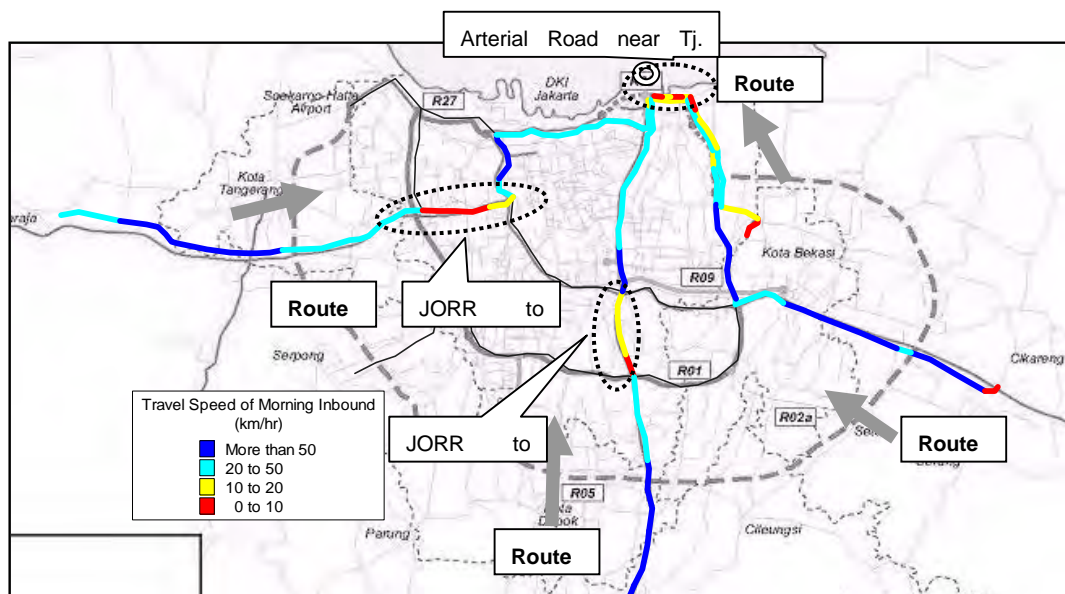 Arterial Road near Tj.
DKI
Jakarta
Route
Soekarno-Hatta
Airport
R27
Kota
Tangerang
raja
Kota Bekasi
R09
Route
JORR to
Serpong
Cikarang
R01
Travel Speed of Morning Inbound
(km/hr)
More than 50
20 to 50
10 to 20
0 to 10
JORR to
R02a
Route
R05
Parung
Route
Cileungsi